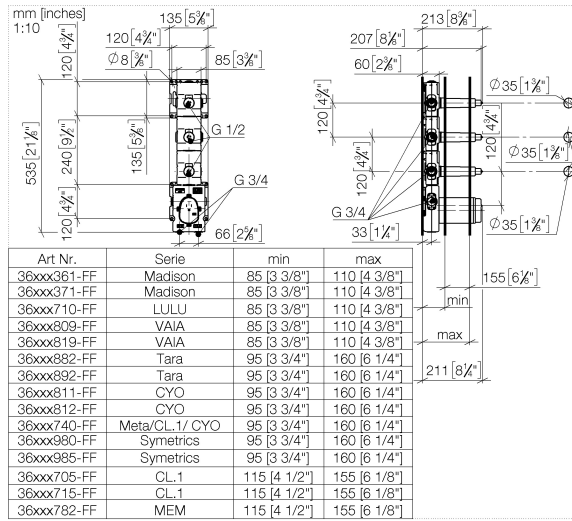 mm [inches]
1:10
135 [5⅜"]
120 [4¾"]
Ø8 [⅜"]
85 [3⅜"]
120 [4¾"]
535 [21⅛"]
240 [9½"]
135 [5⅜"]
120 [4¾"]
G 1/2
G 3/4
66 [2⅝"]
213 [8⅜"]
207 [8⅛"]
60 [2⅜"]
Ø35 [1⅜"]
120 [4¾"]
120 [4¾"]
120 [4¾"]
Ø35 [1⅜"]
G 3/4
33 [1¼"]
Ø35 [1⅜"]
155 [6⅛"]
min
max
211 [8¼"]
Art Nr. Serie min max
36xxx361-FF Madison 85 [3 3/8"] 110 [4 3/8"]
36xxx371-FF Madison 85 [3 3/8"] 110 [4 3/8"]
36xxx710-FF LULU 85 [3 3/8"] 110 [4 3/8"]
36xxx809-FF VAIA 85 [3 3/8"] 110 [4 3/8"]
36xxx819-FF VAIA 85 [3 3/8"] 110 [4 3/8"]
36xxx882-FF Tara 95 [3 3/4"] 160 [6 1/4"]
36xxx892-FF Tara 95 [3 3/4"] 160 [6 1/4"]
36xxx811-FF CYO 95 [3 3/4"] 160 [6 1/4"]
36xxx812-FF CYO 95 [3 3/4"] 160 [6 1/4"]
36xxx740-FF Meta/CL.1/ CYO 95 [3 3/4"] 160 [6 1/4"]
36xxx980-FF Symetrics 95 [3 3/4"] 160 [6 1/4"]
36xxx985-FF Symetrics 95 [3 3/4"] 160 [6 1/4"]
36xxx705-FF CL.1 115 [4 1/2"] 155 [6 1/8"]
36xxx715-FF CL.1 115 [4 1/2"] 155 [6 1/8"]
36xxx782-FF MEM 115 [4 1/2"] 155 [6 1/8"]